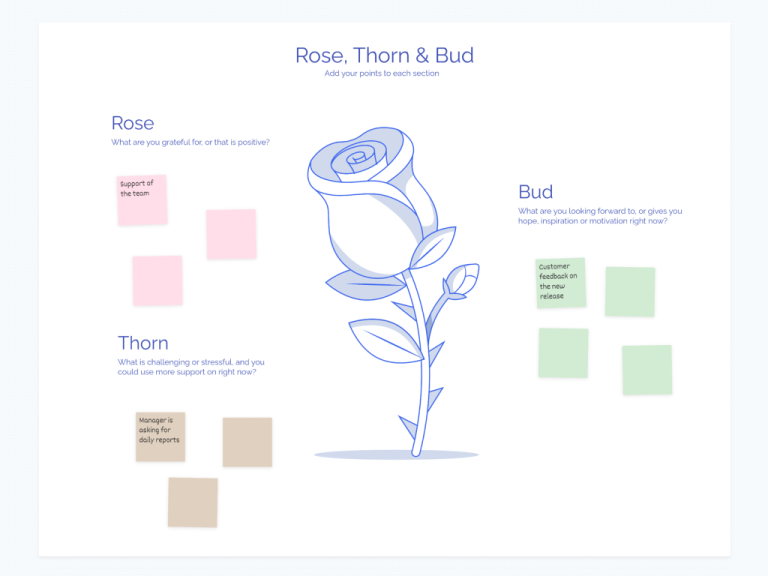 Rose, Thorn & Bud
Add your points to each section
Rose
What are you grateful for, or that is positive?
Support of
the team
Thorn
What is challenging or stressful, and you
could use more support on right now?
Manager is
asking for
daily reports
Bud
What are you looking forward to, or gives you
hope, inspiration or motivation right now?
Customer
feedback on
the new
release